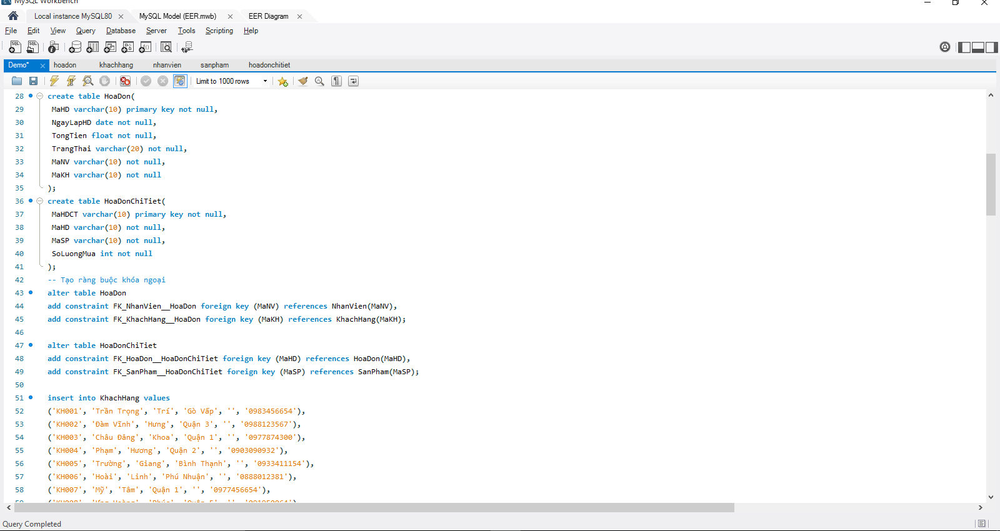 MySQL Workbench
Local instance MySQL80 MySQL Model (EER.mwb) EER Diagram
File Edit View Query Database Server Tools Scripting Help
Demo* hoadon khachhang nhanvien sanpham hoadonchitiet
Limit to 1000 rows
28 create table HoaDon(
29 MaHD varchar(10) primary key not null,
30 NgayLapHD date not null,
31 TongTien float not null,
32 TrangThai varchar(20) not null,
33 MaNV varchar(10) not null,
34 MaKH varchar(10) not null
35 );
36 create table HoaDonChiTiet(
37 MaHDCT varchar(10) primary key not null,
38 MaHD varchar(10) not null,
39 MaSP varchar(10) not null,
40 SoLuongMua int not null
41 );
42 -- Tạo ràng buộc khóa ngoại
43 alter table HoaDon
44 add constraint FK_NhanVien__HoaDon foreign key (MaNV) references NhanVien(MaNV),
45 add constraint FK_KhachHang__HoaDon foreign key (MaKH) references KhachHang(MaKH);
46
47 alter table HoaDonChiTiet
48 add constraint FK_HoaDon__HoaDonChiTiet foreign key (MaHD) references HoaDon(MaHD),
49 add constraint FK_SanPham__HoaDonChiTiet foreign key (MaSP) references SanPham(MaSP);
50
51 insert into KhachHang values
52 ('KH001', 'Trần Trọng', 'Trí', 'Gò Vấp', '', '0983456654'),
53 ('KH002', 'Đàm Vĩnh', 'Hưng', 'Quận 3', '', '0988123567'),
54 ('KH003', 'Châu Đăng', 'Khoa', 'Quận 1', '', '0977874300'),
55 ('KH004', 'Phạm', 'Hương', 'Quận 2', '', '0903090932'),
56 ('KH005', 'Trường', 'Giang', 'Bình Thạnh', '', '0933411154'),
57 ('KH006', 'Hoài', 'Linh', 'Phú Nhuận', '', '0888012381'),
58 ('KH007', 'Mỹ', 'Tâm', 'Quận 1', '', '0977456654'),
Query Completed